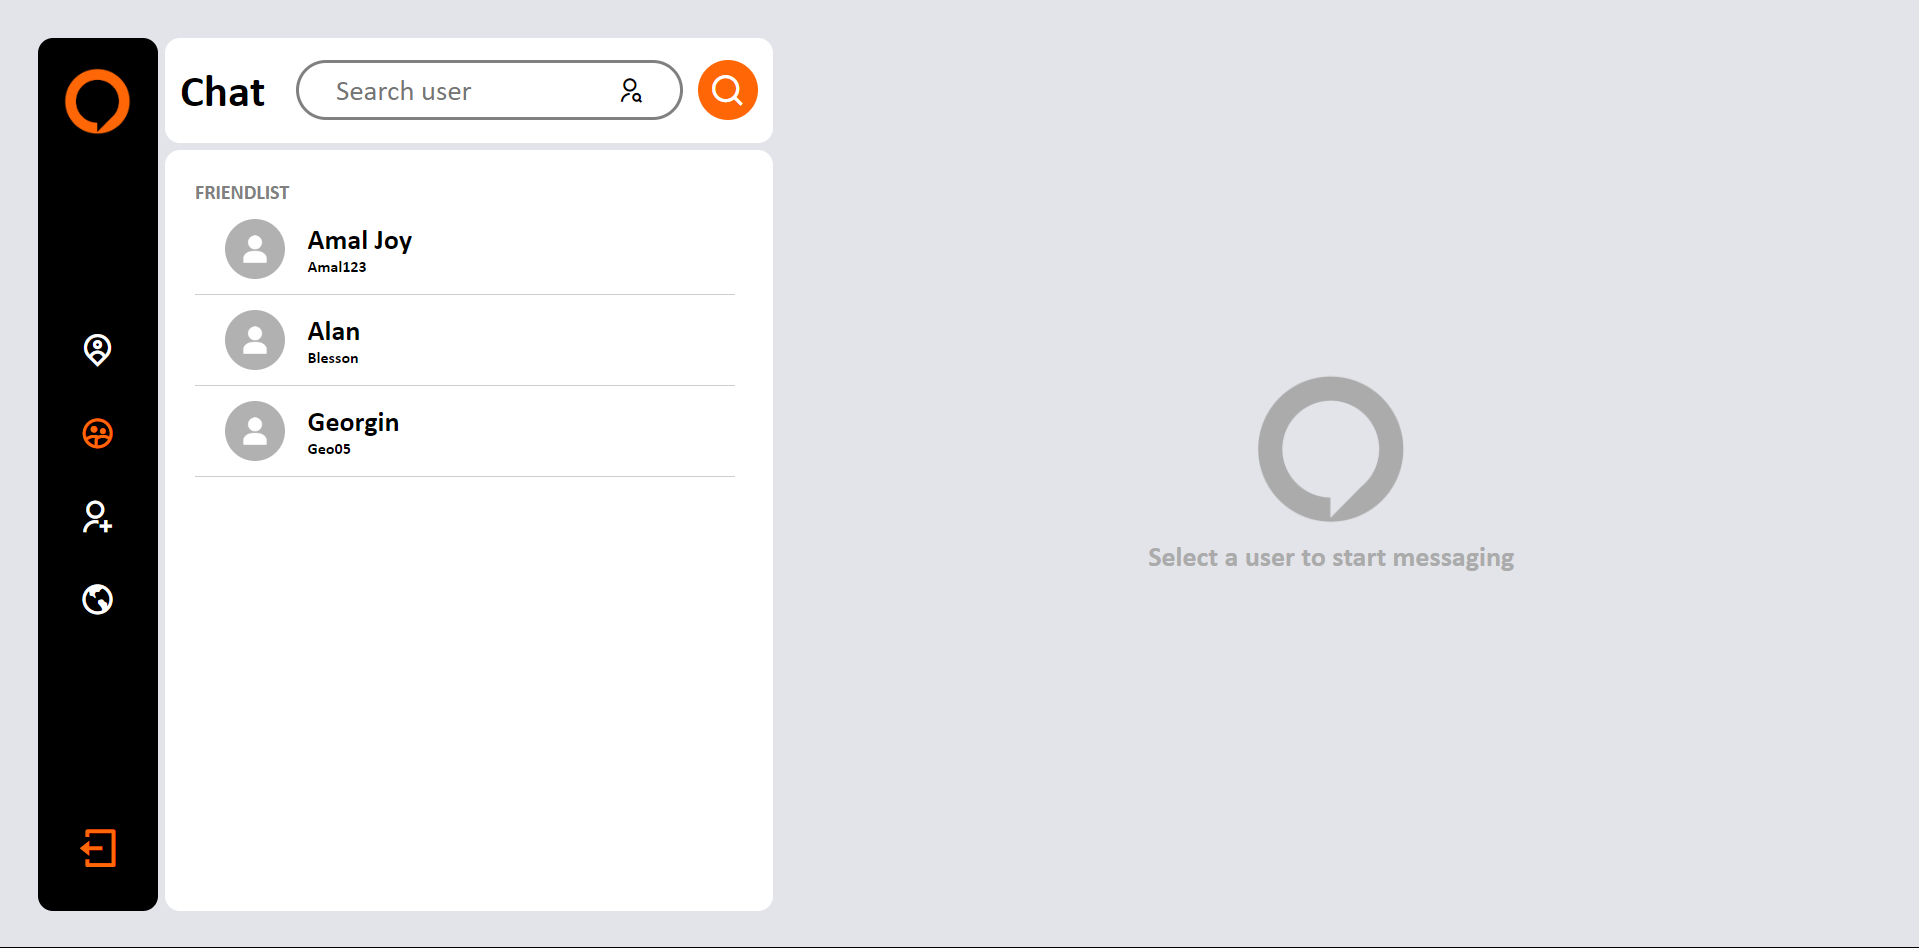 Chat
Search user
FRIENDLIST
Amal Joy
Amal123
Alan
Blesson
Georgin
Geo05
Select a user to start messaging